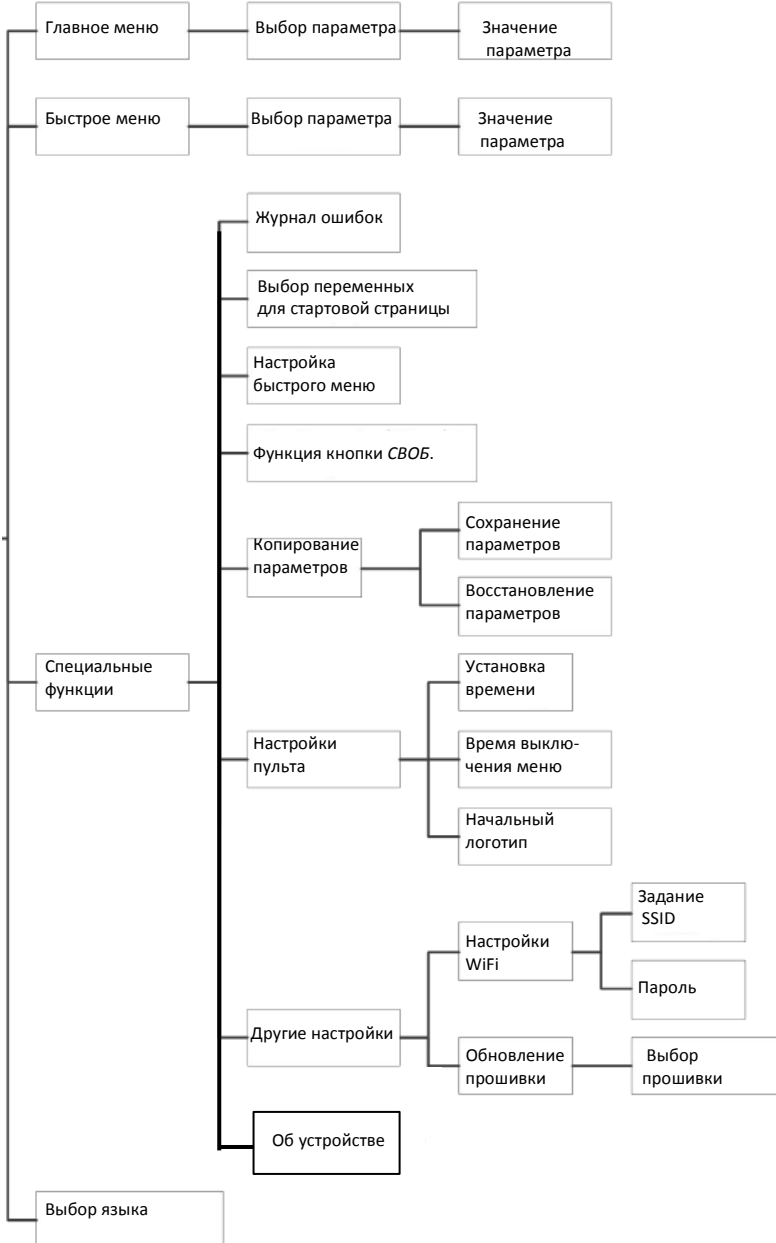 Главное меню
Выбор параметра
Значение
параметра
Быстрое меню
Выбор параметра
Значение
параметра
Журнал ошибок
Выбор переменных
для стартовой страницы
Настройка
быстрого меню
Функция кнопки СВОБ.
Копирование
параметров
Сохранение
параметров
Восстановление
параметров
Специальные
функции
Настройки
пульта
Установка
времени
Время выклю-
чения меню
Начальный
логотип
Другие настройки
Настройки
WiFi
Задание
SSID
Пароль
Обновление
прошивки
Выбор
прошивки
Об устройстве
Выбор языка